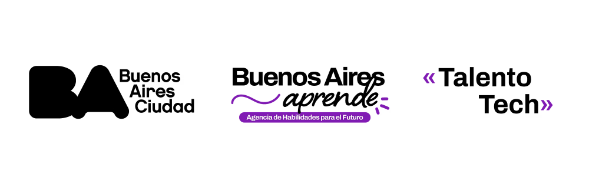 BA
Buenos
Aires
Ciudad
Buenos Aires
aprende
Agencia de Habilidades para el Futuro
«Talento
Tech»